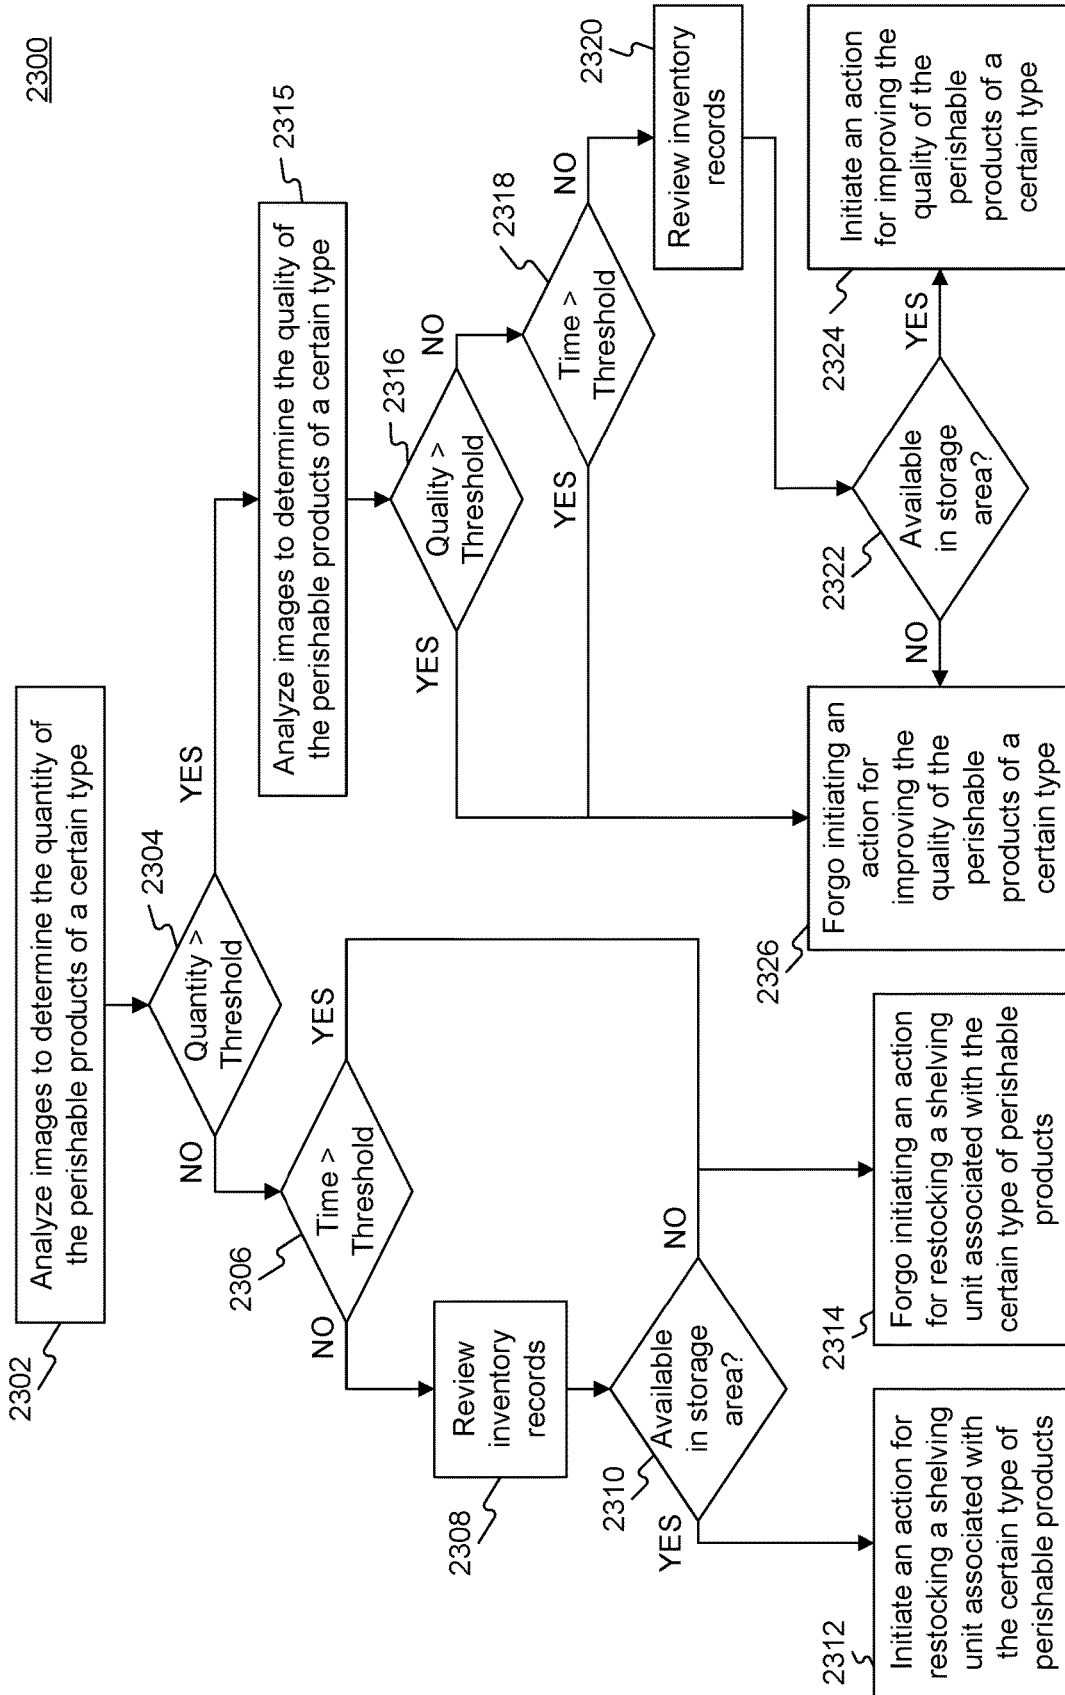 2300
2302
Analyze images to determine the quantity of
the perishable products of a certain type
2304
Quantity >
Threshold
NO
YES
2306
Time >
Threshold
NO
YES
2308
Review
inventory
records
2310
Available
in storage
area?
YES
NO
2312
Initiate an action for
restocking a shelving
unit associated with
the certain type of
perishable products
2314
Forgo initiating an action
for restocking a shelving
unit associated with the
certain type of perishable
products
2315
Analyze images to determine the quality of
the perishable products of a certain type
2316
Quality >
Threshold
YES
NO
2318
Time >
Threshold
YES
NO
2320
Review inventory
records
2322
Available
in storage
area?
NO
YES
2324
Initiate an action
for improving the
quality of the
perishable
products of a
certain type
2326
Forgo initiating an
action for
improving the
quality of the
perishable
products of a
certain type